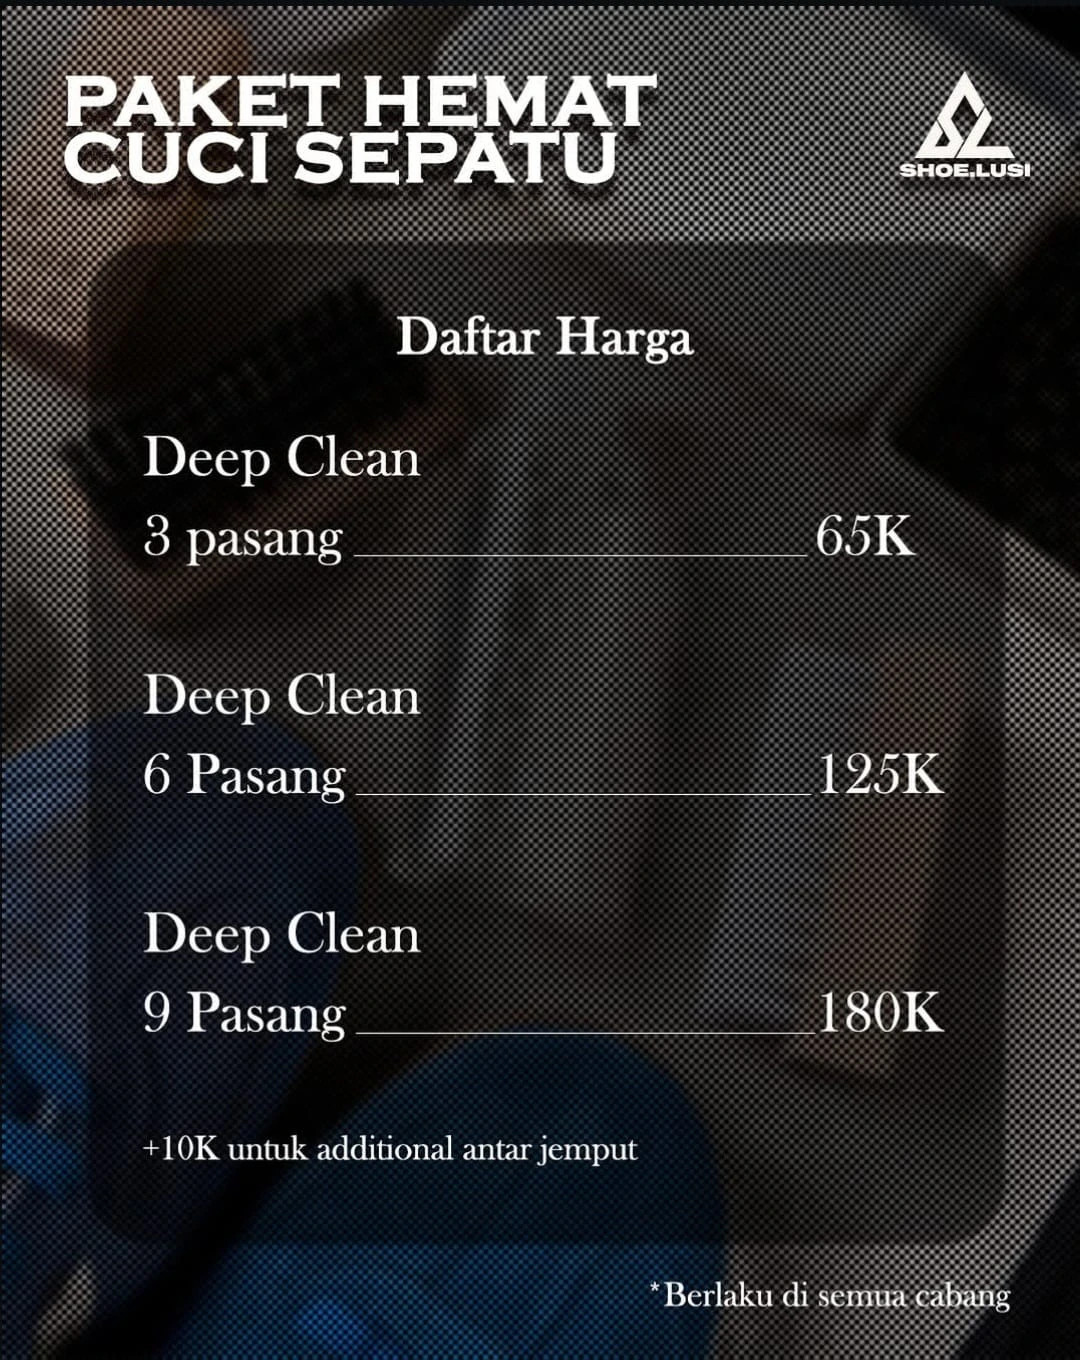 PAKET HEMAT
CUCI SEPATU
SHOE.LUSI
Daftar Harga
Deep Clean
3 pasang 65K
Deep Clean
6 Pasang 125K
Deep Clean
9 Pasang 180K
+10K untuk additional antar jemput
*Berlaku di semua cabang